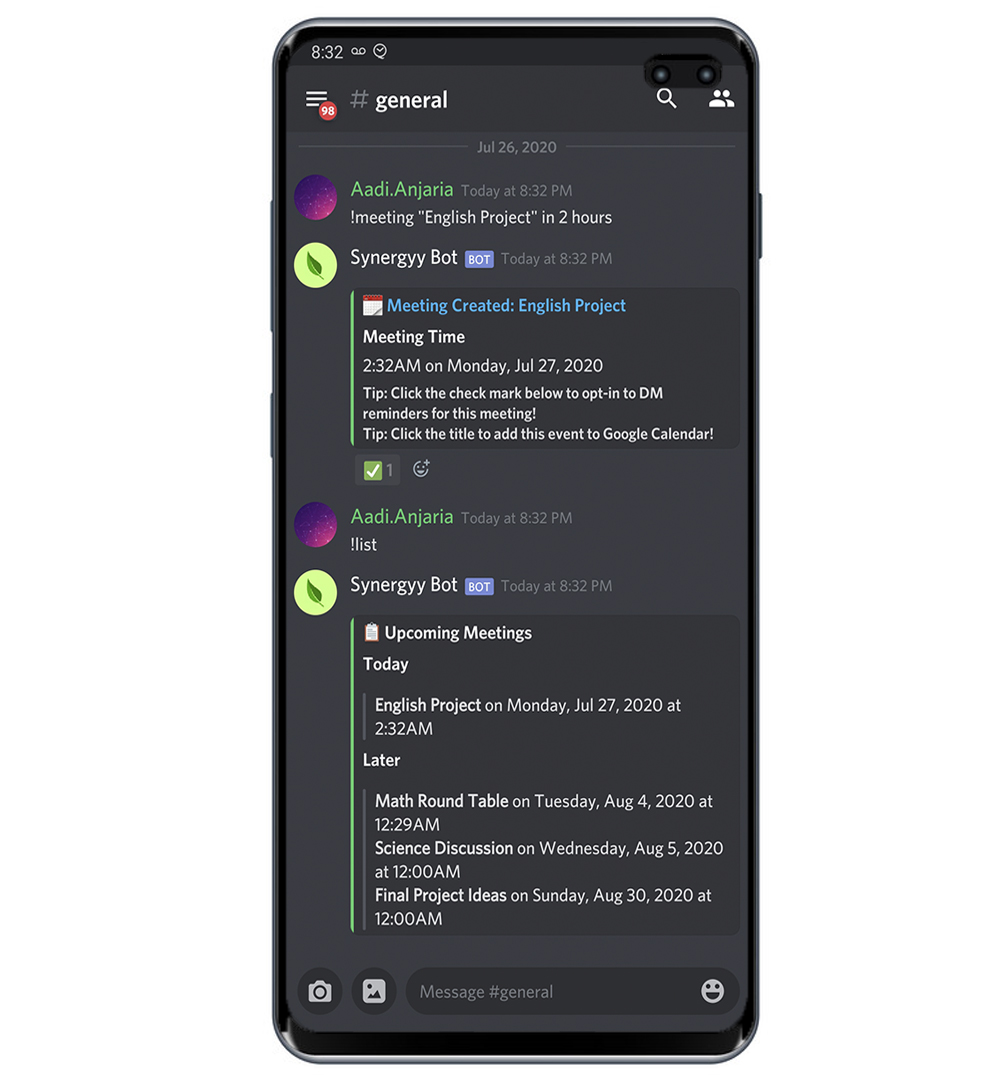 8:32
98
# general
Jul 26, 2020
Aadi.Anjaria Today at 8:32 PM
!meeting "English Project" in 2 hours
Synergyy Bot BOT Today at 8:32 PM
Meeting Created: English Project
Meeting Time
2:32AM on Monday, Jul 27, 2020
Tip: Click the check mark below to opt-in to DM
reminders for this meeting!
Tip: Click the title to add this event to Google Calendar!
1
Aadi.Anjaria Today at 8:32 PM
!list
Synergyy Bot BOT Today at 8:32 PM
Upcoming Meetings
Today
English Project on Monday, Jul 27, 2020 at
2:32AM
Later
Math Round Table on Tuesday, Aug 4, 2020 at
12:29AM
Science Discussion on Wednesday, Aug 5, 2020
at 12:00AM
Final Project Ideas on Sunday, Aug 30, 2020 at
12:00AM
Message #general